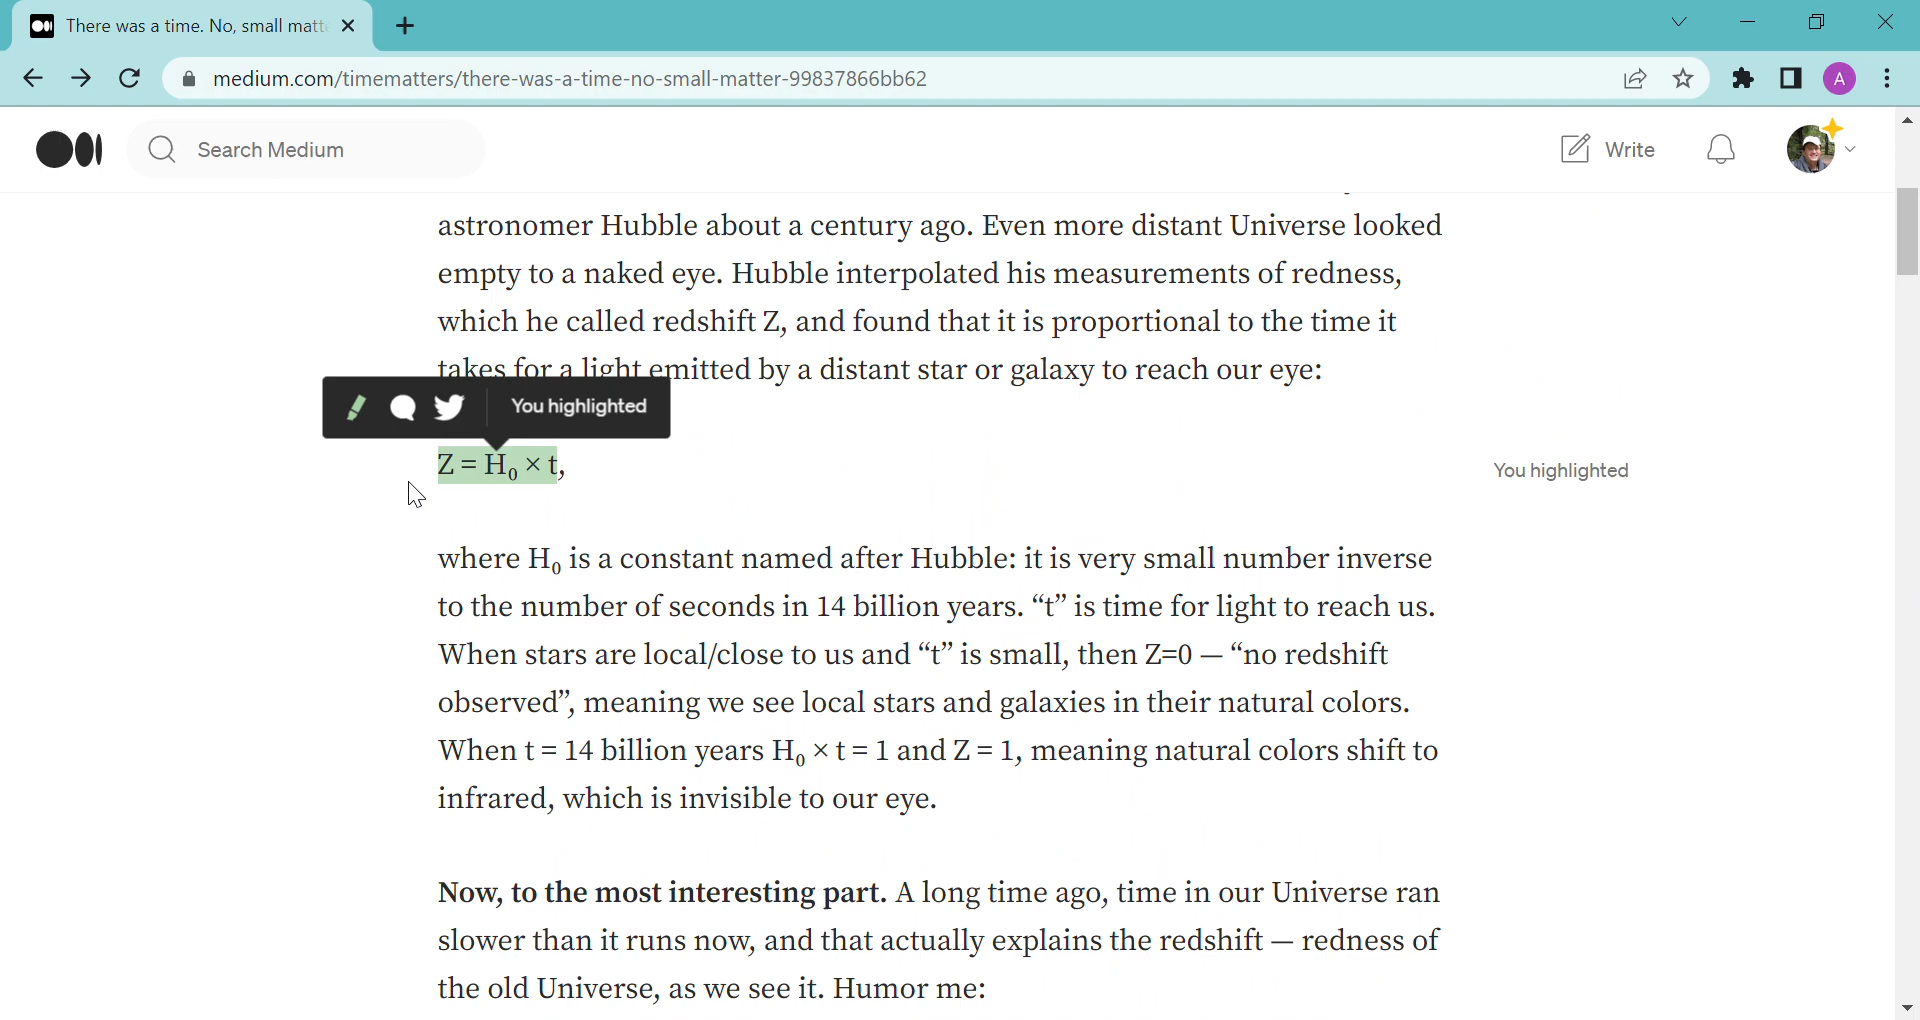 There was a time. No, small matt
medium.com/timematters/there-was-a-time-no-small-matter-99837866bb62
A
Search Medium
Write
astronomer Hubble about a century ago. Even more distant Universe looked
empty to a naked eye. Hubble interpolated his measurements of redness,
which he called redshift Z, and found that it is proportional to the time it
takes for a light emitted by a distant star or galaxy to reach our eye:
You highlighted
Z = H₀ × t,
You highlighted
where H₀ is a constant named after Hubble: it is very small number inverse
to the number of seconds in 14 billion years. “t” is time for light to reach us.
When stars are local/close to us and “t” is small, then Z=0 — “no redshift
observed”, meaning we see local stars and galaxies in their natural colors.
When t = 14 billion years H₀ × t = 1 and Z = 1, meaning natural colors shift to
infrared, which is invisible to our eye.
Now, to the most interesting part. A long time ago, time in our Universe ran
slower than it runs now, and that actually explains the redshift — redness of
the old Universe, as we see it. Humor me: